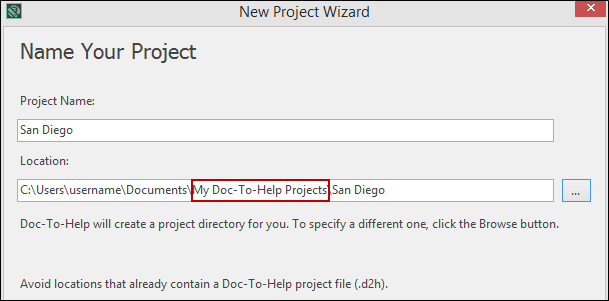 New Project Wizard
Name Your Project
Project Name:
San Diego
Location:
C:\Users\username\Documents\My Doc-To-Help Projects\San Diego
...
Doc-To-Help will create a project directory for you. To specify a different one, click the Browse button.
Avoid locations that already contain a Doc-To-Help project file (.d2h).